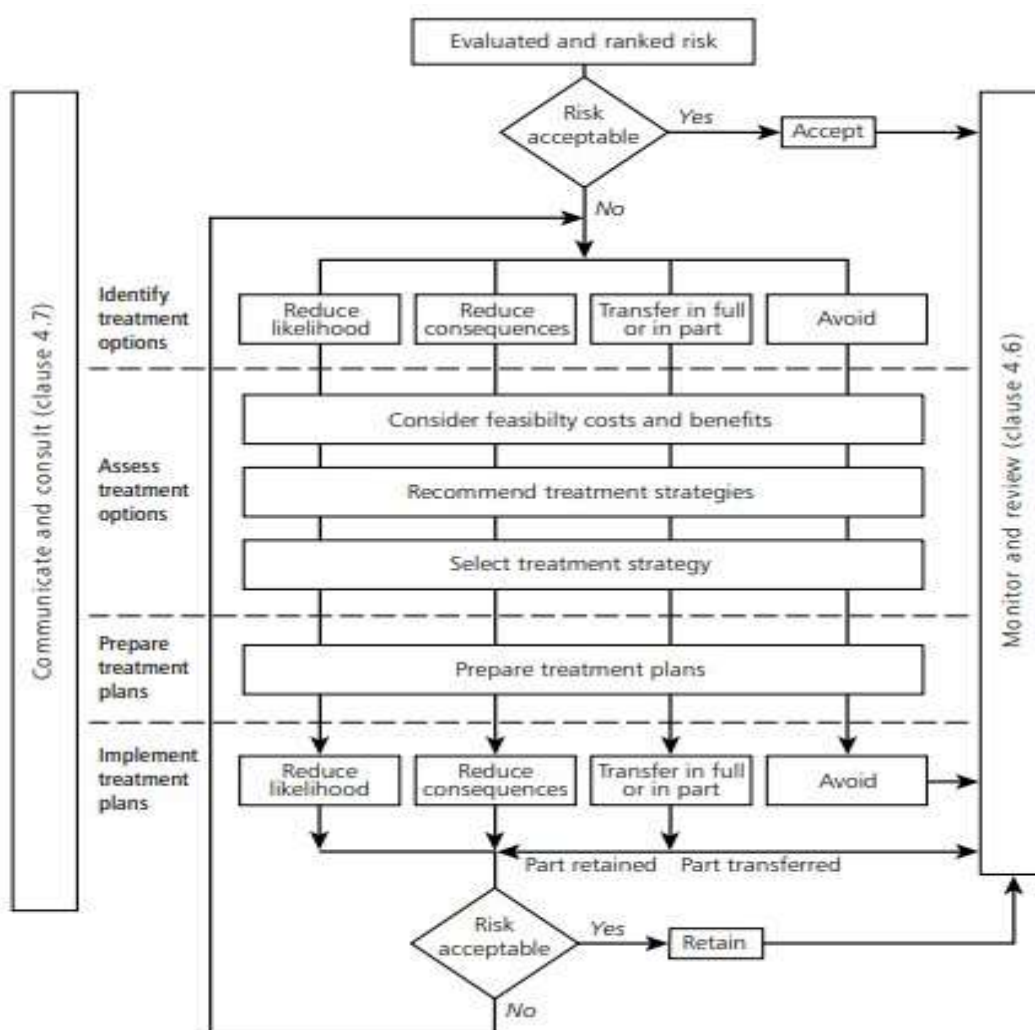 Evaluated and ranked risk
Risk
acceptable
Yes
Accept
No
Communicate and consult (clause 4.7)
Monitor and review (clause 4.6)
Identify
treatment
options
Reduce
likelihood
Reduce
consequences
Transfer in full
or in part
Avoid
Assess
treatment
options
Consider feasibilty costs and benefits
Recommend treatment strategies
Select treatment strategy
Prepare
treatment
plans
Prepare treatment plans
Implement
treatment
plans
Reduce
likelihood
Reduce
consequences
Transfer in full
or in part
Avoid
Part retained
Part transferred
Risk
acceptable
Yes
Retain
No